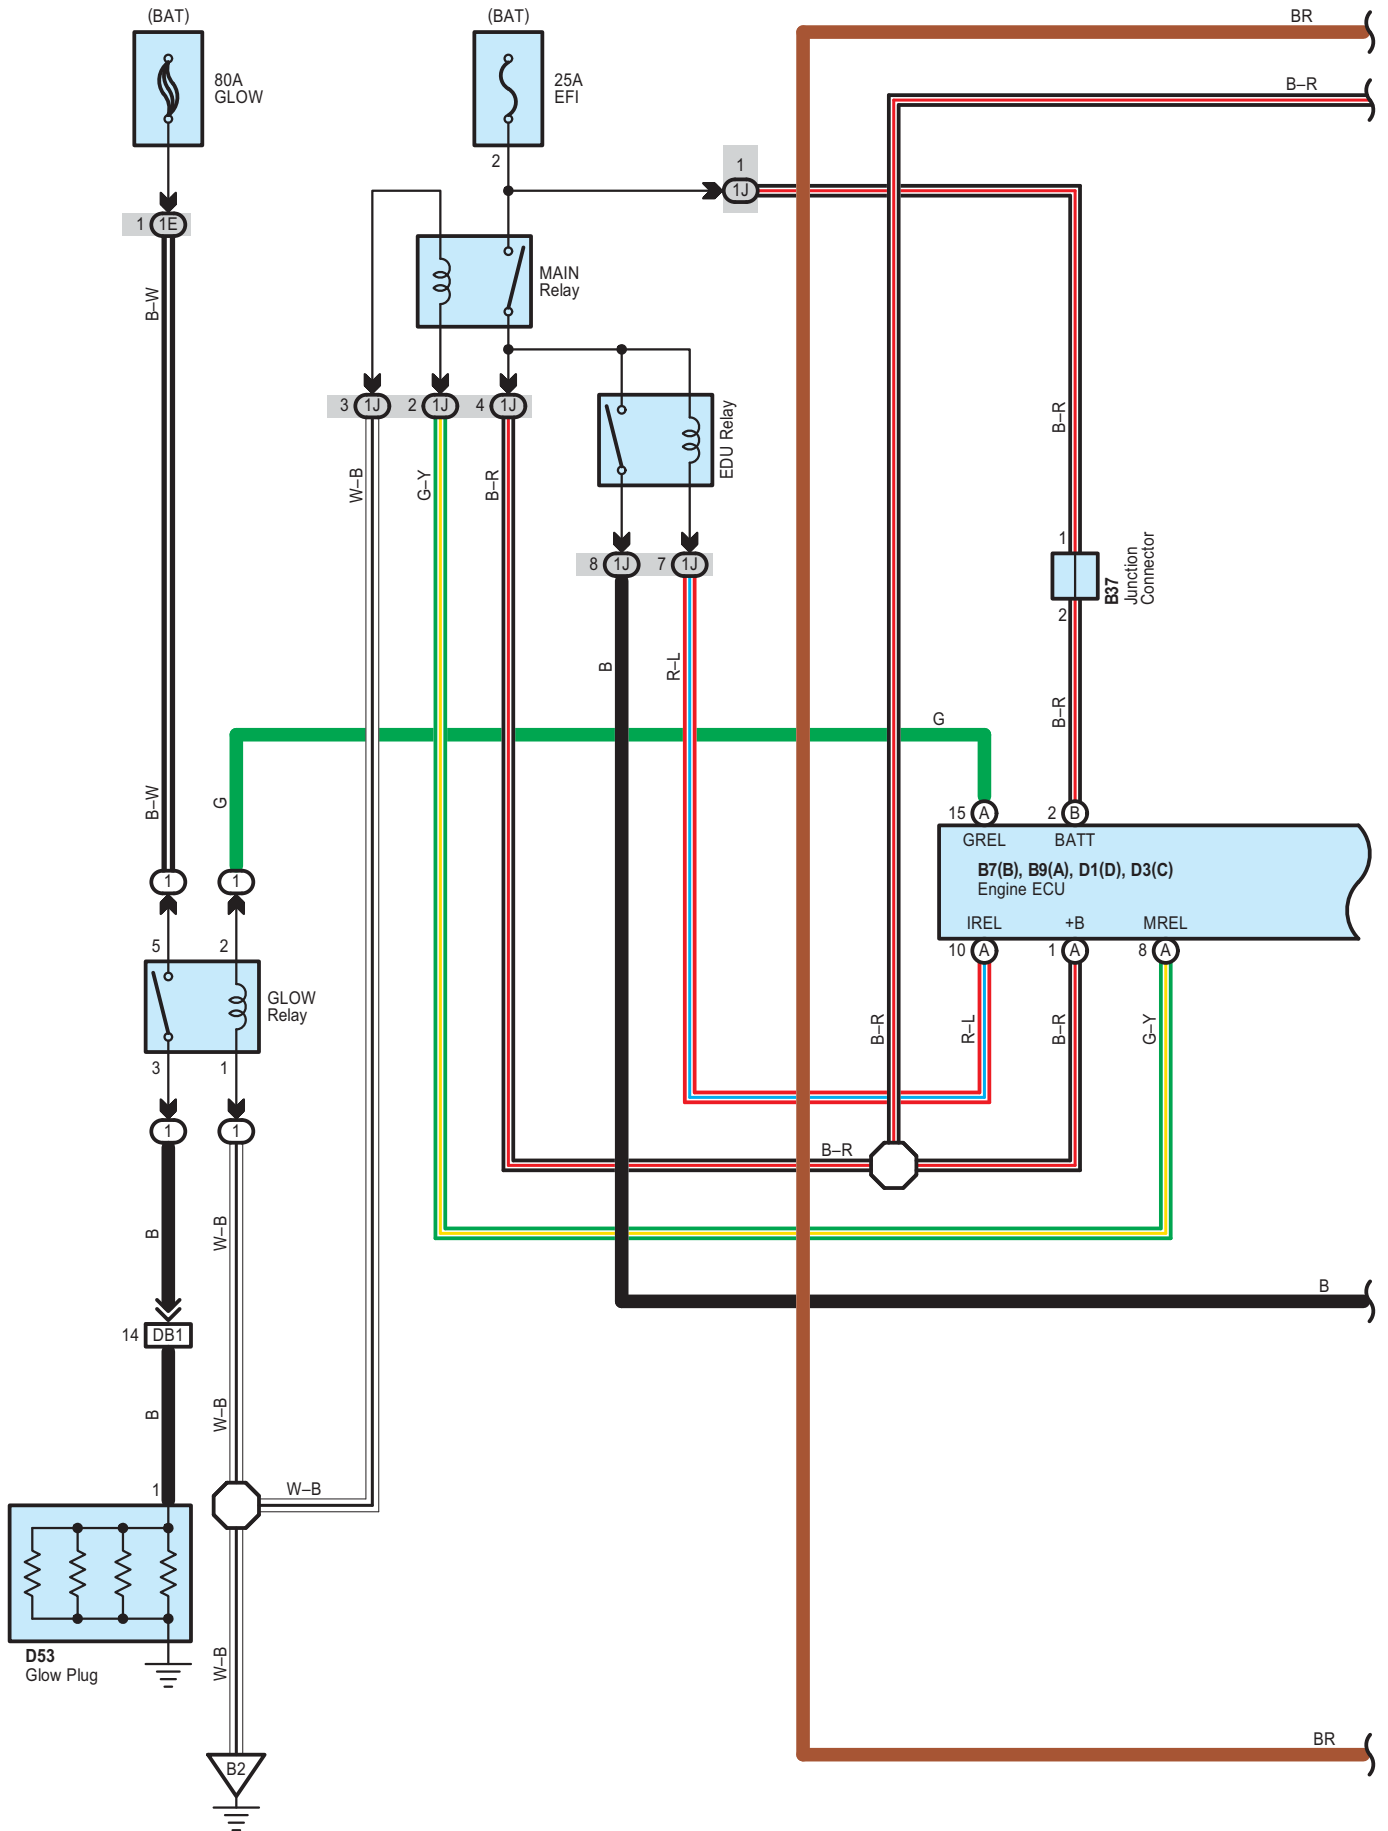 (BAT)
(BAT)
BR
80A
GLOW
25A
EFI
B–R
2
1
1J
1 1E
MAIN
Relay
B–W
3 1J 2 1J 4 1J
EDU Relay
B–R
W–B
G–Y
B–R
1
B37
Junction
Connector
8 1J 7 1J
2
B
R–L
B–R
G
B–W
G
15 A 2 B
GREL BATT
B7(B), B9(A), D1(D), D3(C)
Engine ECU
1 1
IREL +B MREL
5 2
10 A 1 A 8 A
GLOW
Relay
B–R
R–L
B–R
G–Y
3 1
1 1
B–R
B
W–B
B
14 DB1
B
W–B
1
W–B
D53
Glow Plug
W–B
BR
B2